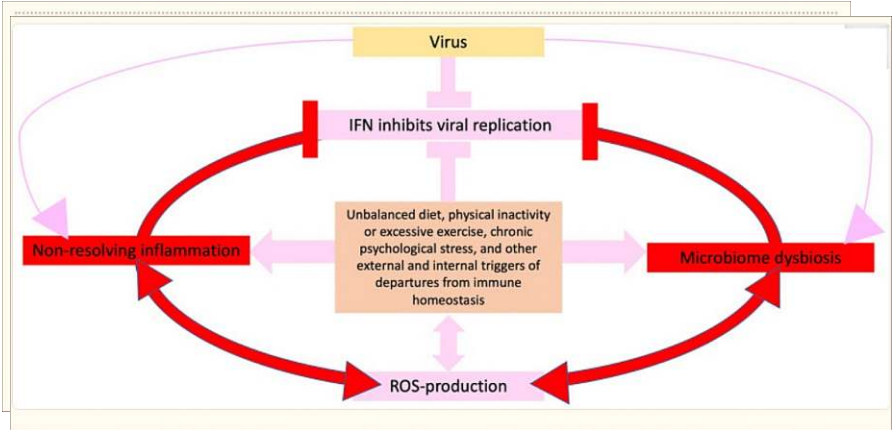 Virus
IFN inhibits viral replication
Unbalanced diet, physical inactivity
or excessive exercise, chronic
psychological stress, and other
external and internal triggers of
departures from immune
homeostasis
Non-resolving inflammation
Microbiome dysbiosis
ROS-production